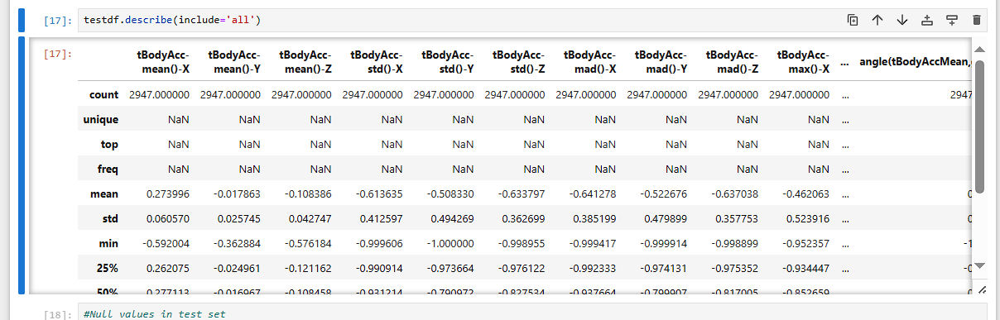 [17]: testdf.describe(include='all')
[17]:
tBodyAcc-mean()-X tBodyAcc-mean()-Y tBodyAcc-mean()-Z tBodyAcc-std()-X tBodyAcc-std()-Y tBodyAcc-std()-Z tBodyAcc-mad()-X tBodyAcc-mad()-Y tBodyAcc-mad()-Z tBodyAcc-max()-X ... angle(tBodyAccMean,
count 2947.000000 2947.000000 2947.000000 2947.000000 2947.000000 2947.000000 2947.000000 2947.000000 2947.000000 2947.000000 ... 2947
unique NaN NaN NaN NaN NaN NaN NaN NaN NaN NaN ...
top NaN NaN NaN NaN NaN NaN NaN NaN NaN NaN ...
freq NaN NaN NaN NaN NaN NaN NaN NaN NaN NaN ...
mean 0.273996 -0.017863 -0.108386 -0.613635 -0.508330 -0.633797 -0.641278 -0.522676 -0.637038 -0.462063 ... 0
std 0.060570 0.025745 0.042747 0.412597 0.494269 0.362699 0.385199 0.479899 0.357753 0.523916 ... 0
min -0.592004 -0.362884 -0.576184 -0.999606 -1.000000 -0.998955 -0.999417 -0.999914 -0.998899 -0.952357 ... -1
25% 0.262075 -0.024961 -0.121162 -0.990914 -0.973664 -0.976122 -0.992333 -0.974131 -0.975352 -0.934447 ... -0
50% 0.277113 -0.016967 -0.108458 -0.931214 -0.790972 -0.827534 -0.937664 -0.799907 -0.817005 -0.852659
[18]: #Null values in test set